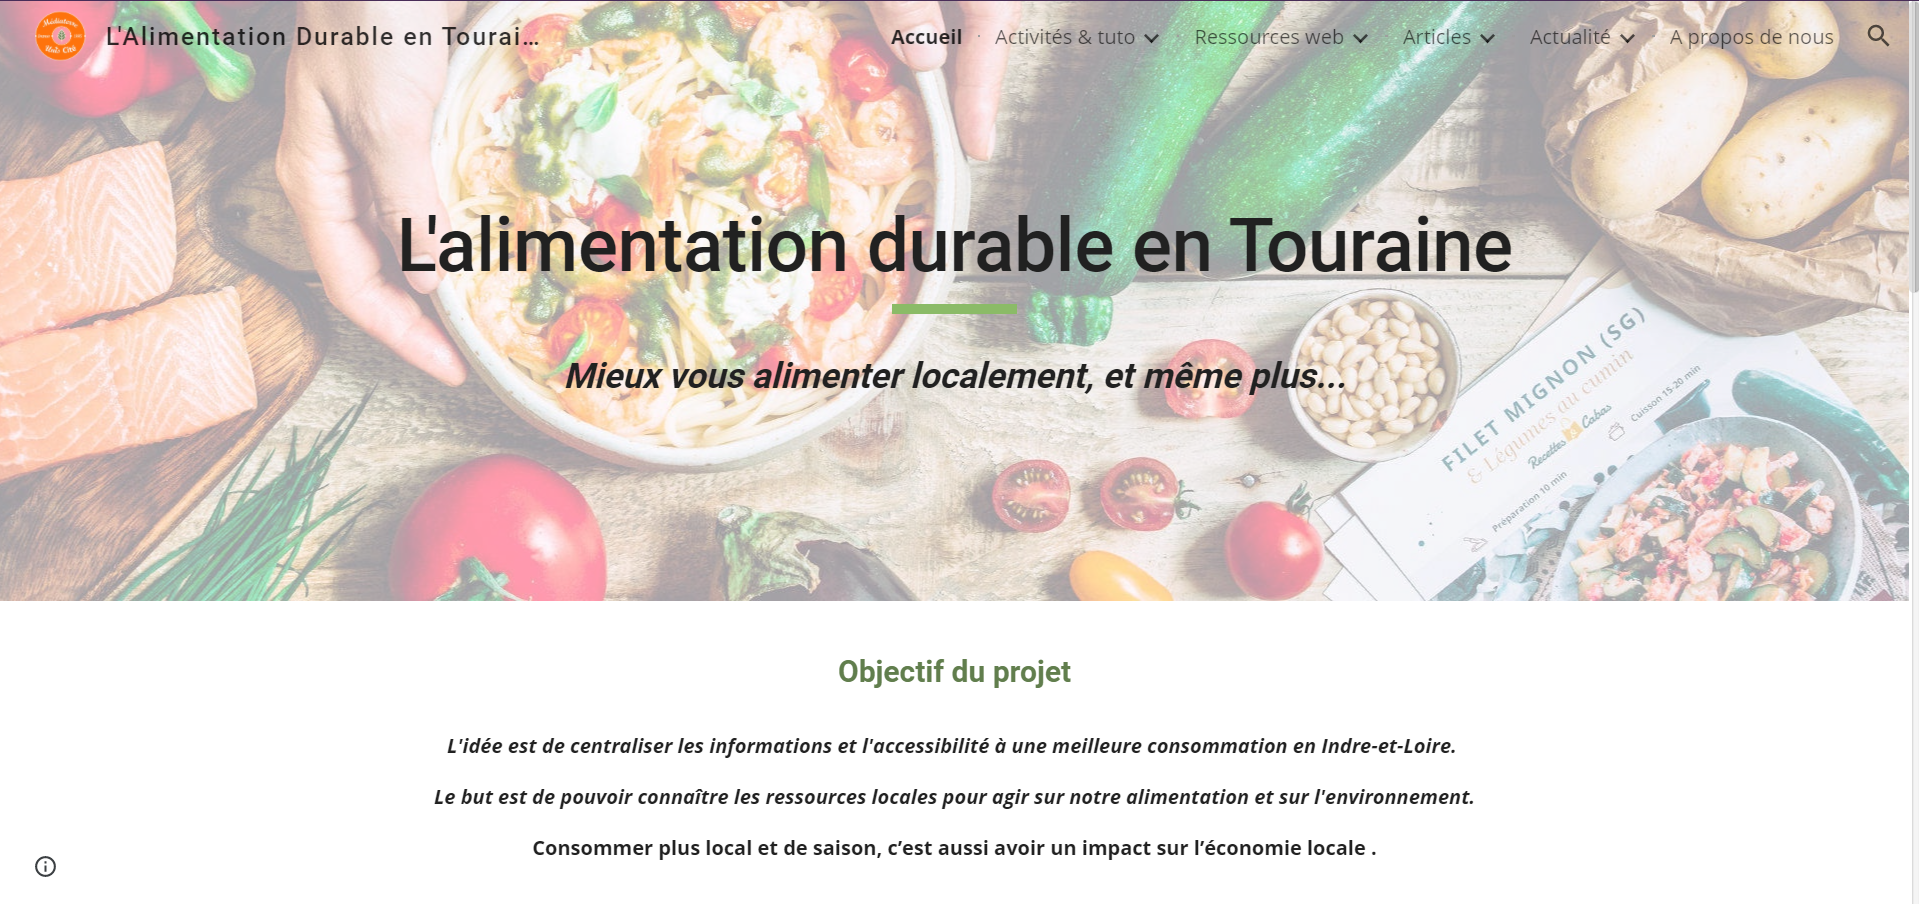 Médiaterre
Unis Cité
L'Alimentation Durable en Tourai...
Accueil
Activités & tuto
Ressources web
Articles
Actualité
A propos de nous
L'alimentation durable en Touraine
Mieux vous alimenter localement, et même plus...
FILET MIGNON (SG)
& Légumes au cumin
Recettes & Cabas
Préparation 10 min
Cuisson 15-20 min
Objectif du projet
L'idée est de centraliser les informations et l'accessibilité à une meilleure consommation en Indre-et-Loire.
Le but est de pouvoir connaître les ressources locales pour agir sur notre alimentation et sur l'environnement.
Consommer plus local et de saison, c’est aussi avoir un impact sur l’économie locale .